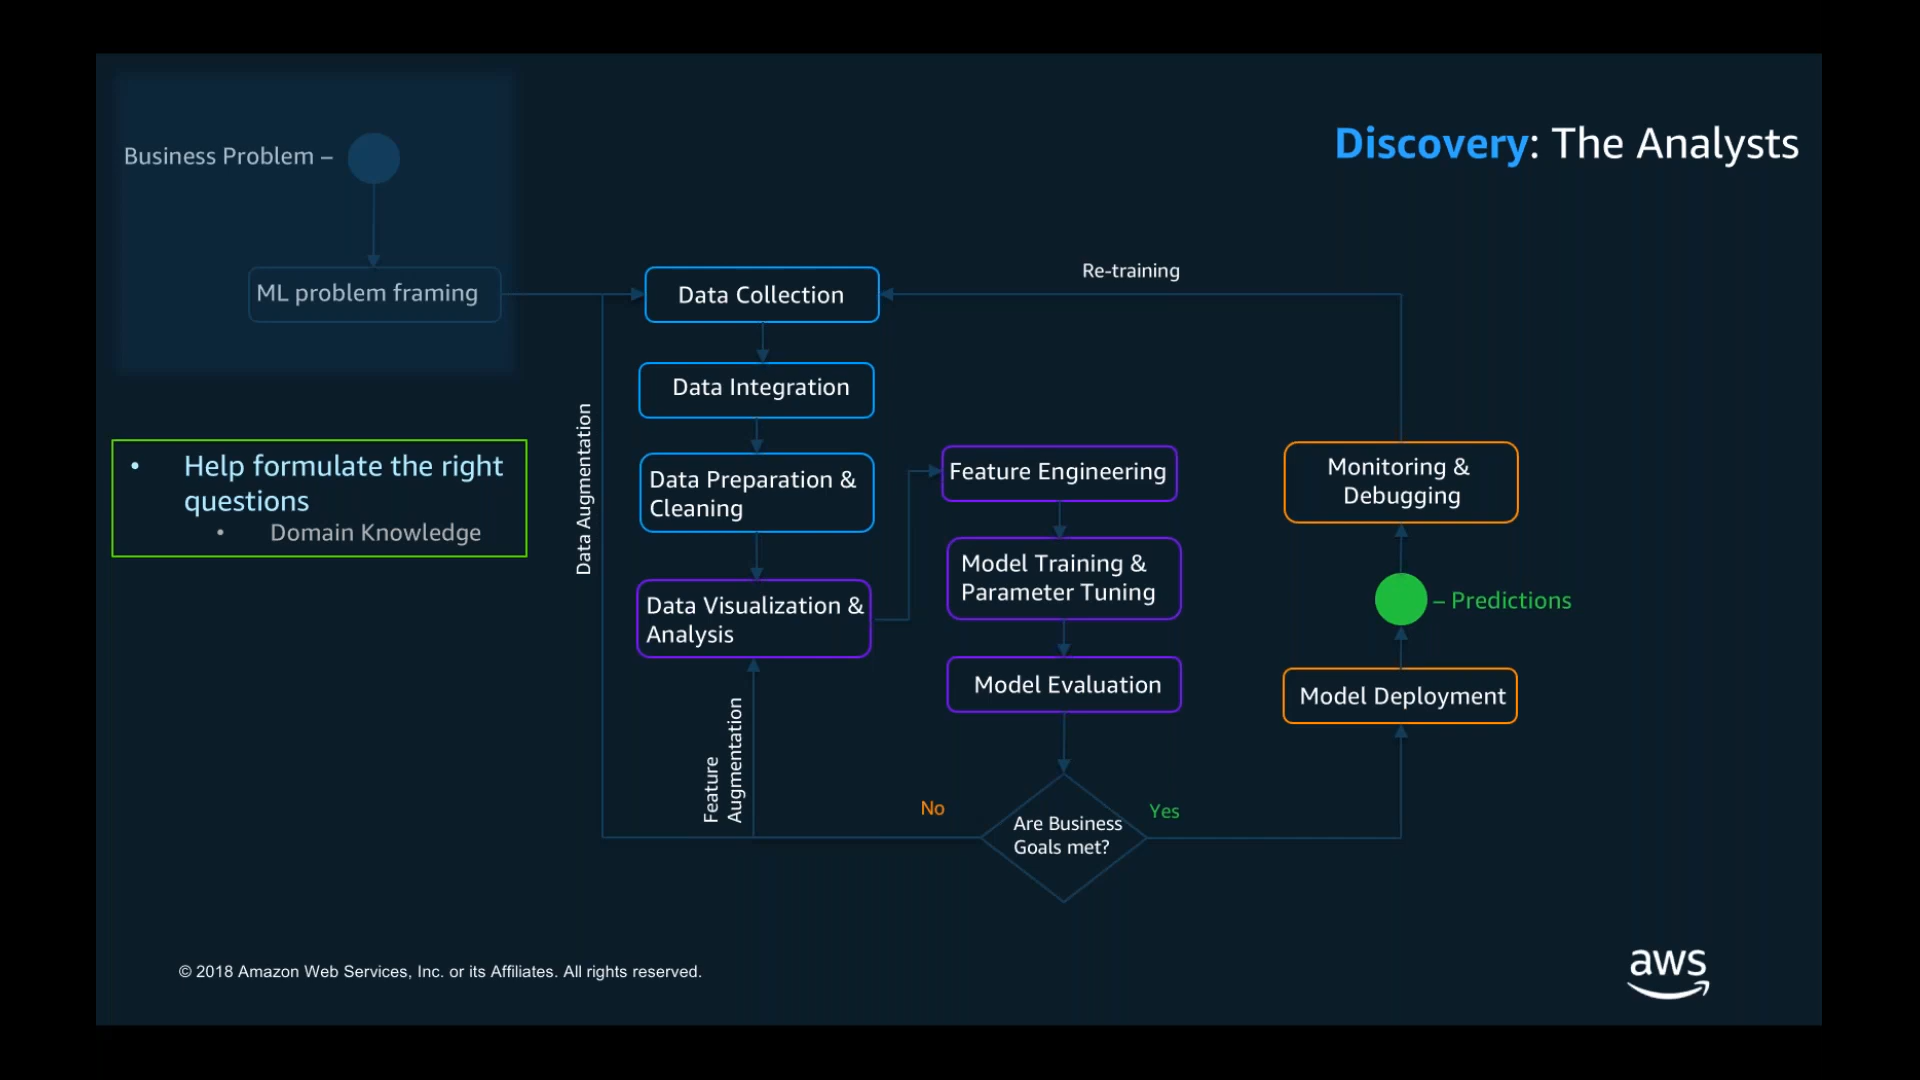 Discovery: The Analysts
Business Problem –
ML problem framing
• Help formulate the right
questions
• Domain Knowledge
Data Augmentation
Data Collection
Data Integration
Data Preparation &
Cleaning
Data Visualization &
Analysis
Feature
Augmentation
Re-training
Feature Engineering
Model Training &
Parameter Tuning
Model Evaluation
Are Business
Goals met?
No
Yes
Monitoring &
Debugging
– Predictions
Model Deployment
© 2018 Amazon Web Services, Inc. or its Affiliates. All rights reserved.
aws